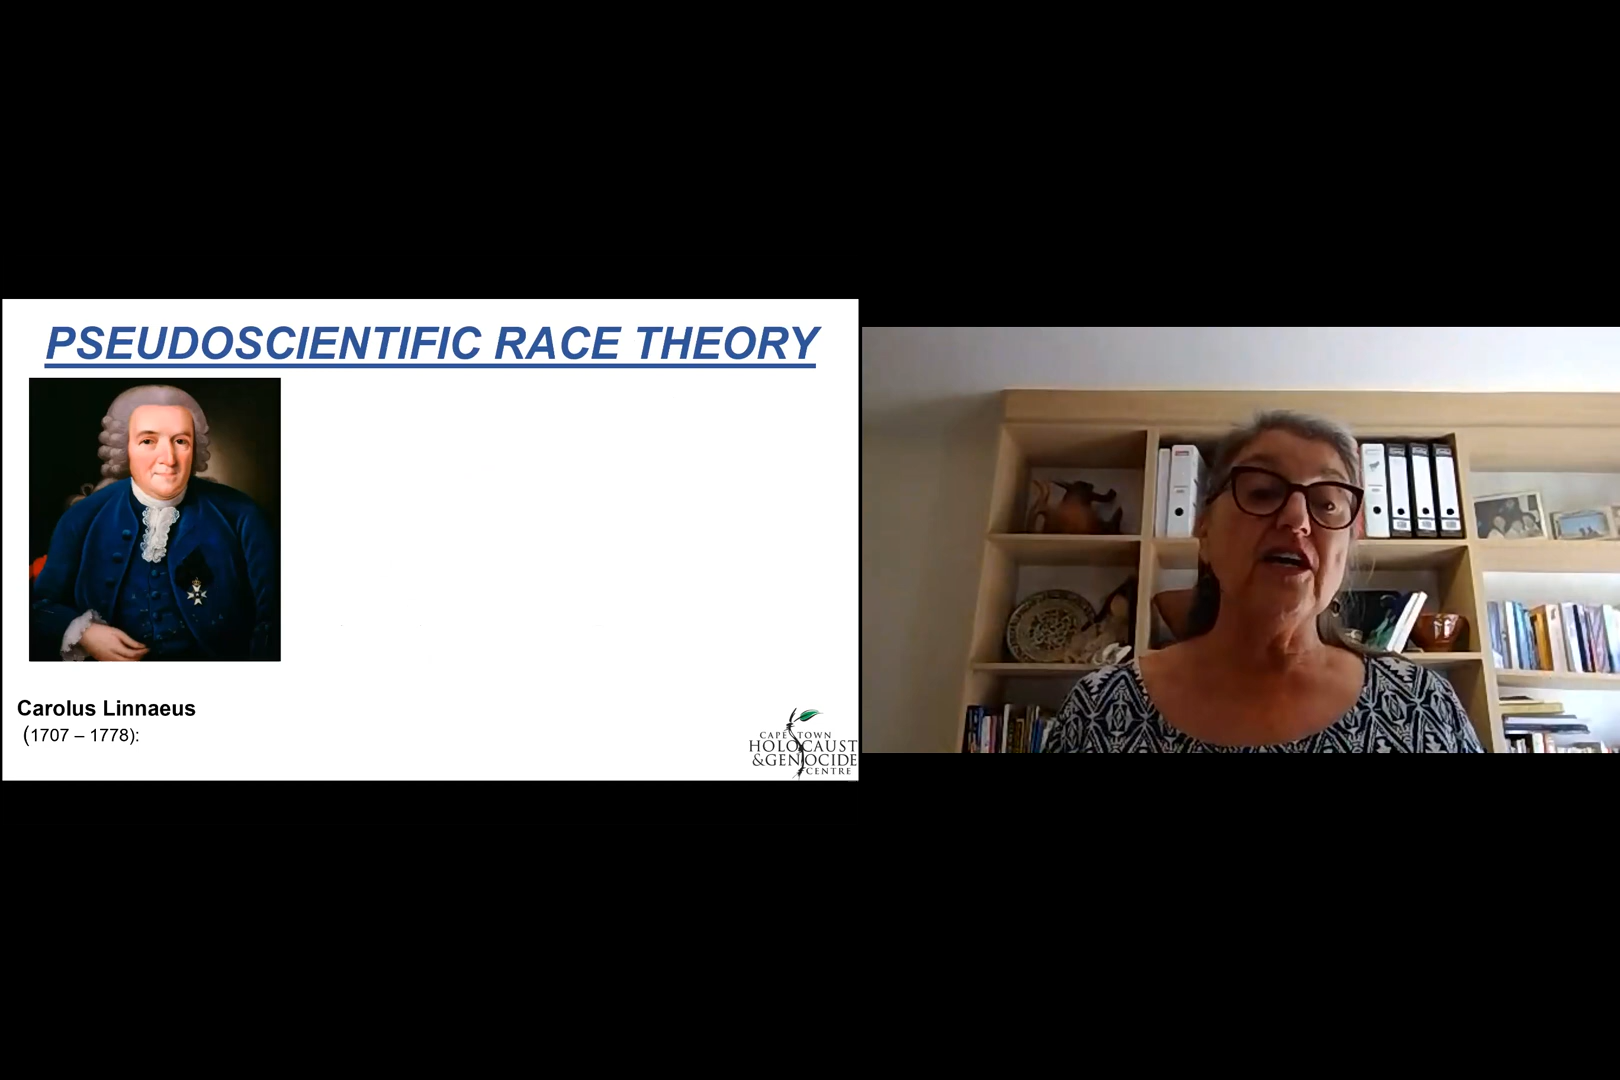 PSEUDOSCIENTIFIC RACE THEORY
Carolus Linnaeus
(1707 – 1778):
CAPE TOWN
HOLOCAUST
& GENOCIDE
CENTRE